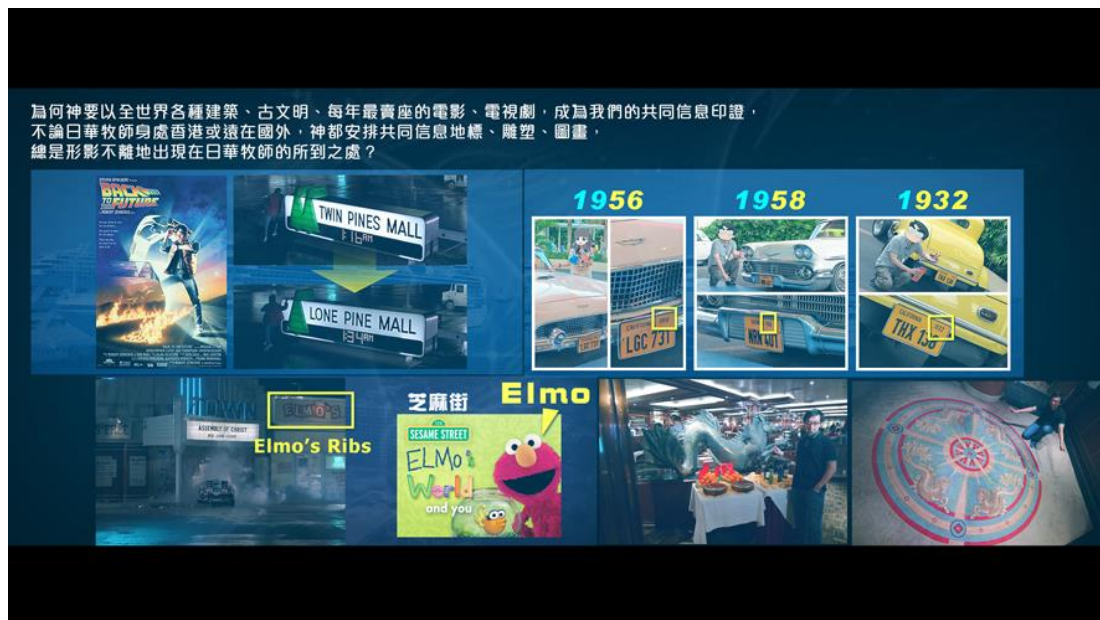 為何神要以全世界各種建築、古文明、每年最賣座的電影、電視劇，成為我們的共同信息印證，
不論日華牧師身處香港或遠在國外，神都安排共同信息地標、雕塑、圖畫，
總是形影不離地出現在日華牧師的所到之處？
BACK
TO THE
FUTURE
TWIN PINES MALL
1:16AM
LONE PINE MALL
1:34AM
1956
1958
1932
LGC 73T
CALIFORNIA
ELMO'S
ASSEMBLY OF CHRIST
Elmo's Ribs
芝麻街
Elmo
SESAME STREET
ELMO's
World
and you